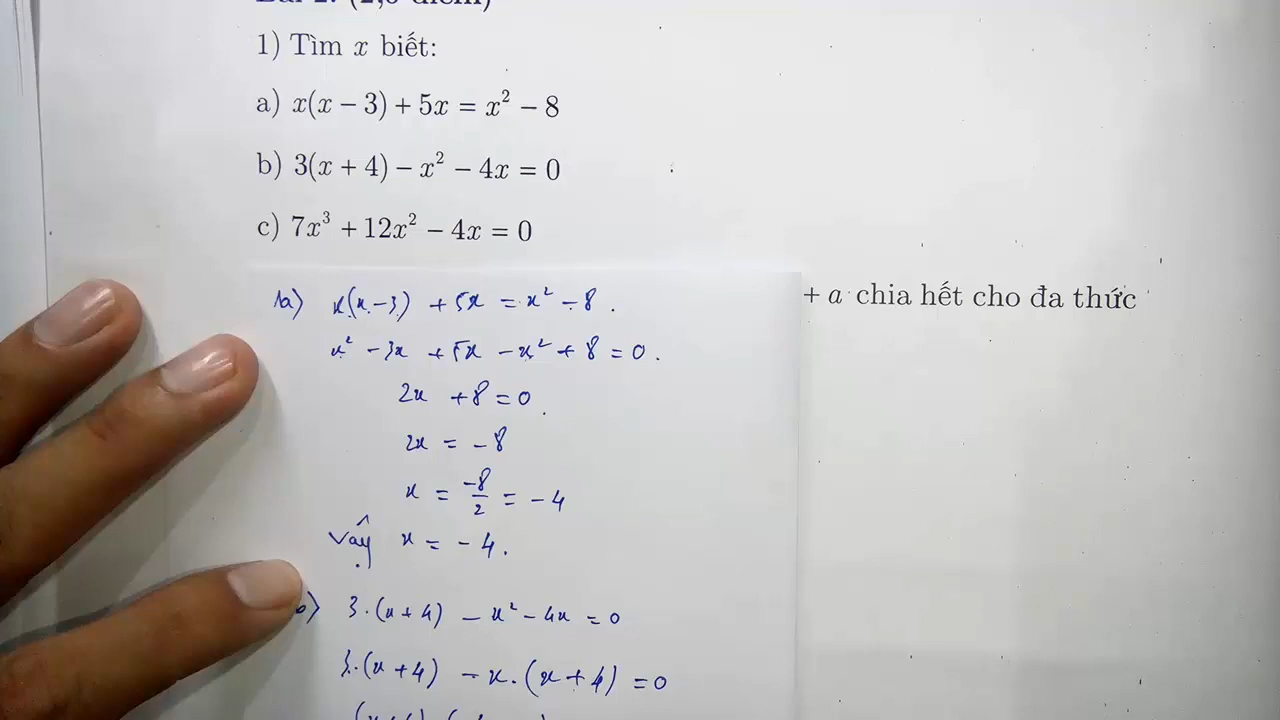 1) Tìm x biết:
a) x(x − 3) + 5x = x² − 8
b) 3(x + 4) − x² − 4x = 0
c) 7x³ + 12x² − 4x = 0
+ a chia hết cho đa thức
1a) x(x−3) + 5x = x² − 8.
x² − 3x + 5x − x² + 8 = 0.
2x + 8 = 0
2x = −8
x = −8/2 = −4
Vậy x = −4.
b) 3.(x+4) − x² − 4x = 0
3.(x+4) − x.(x+4) = 0